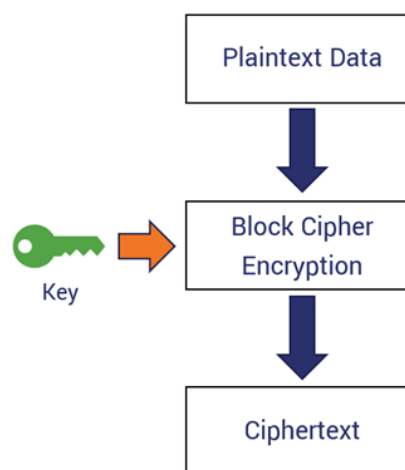 Plaintext Data
Block Cipher
Encryption
Key
Ciphertext